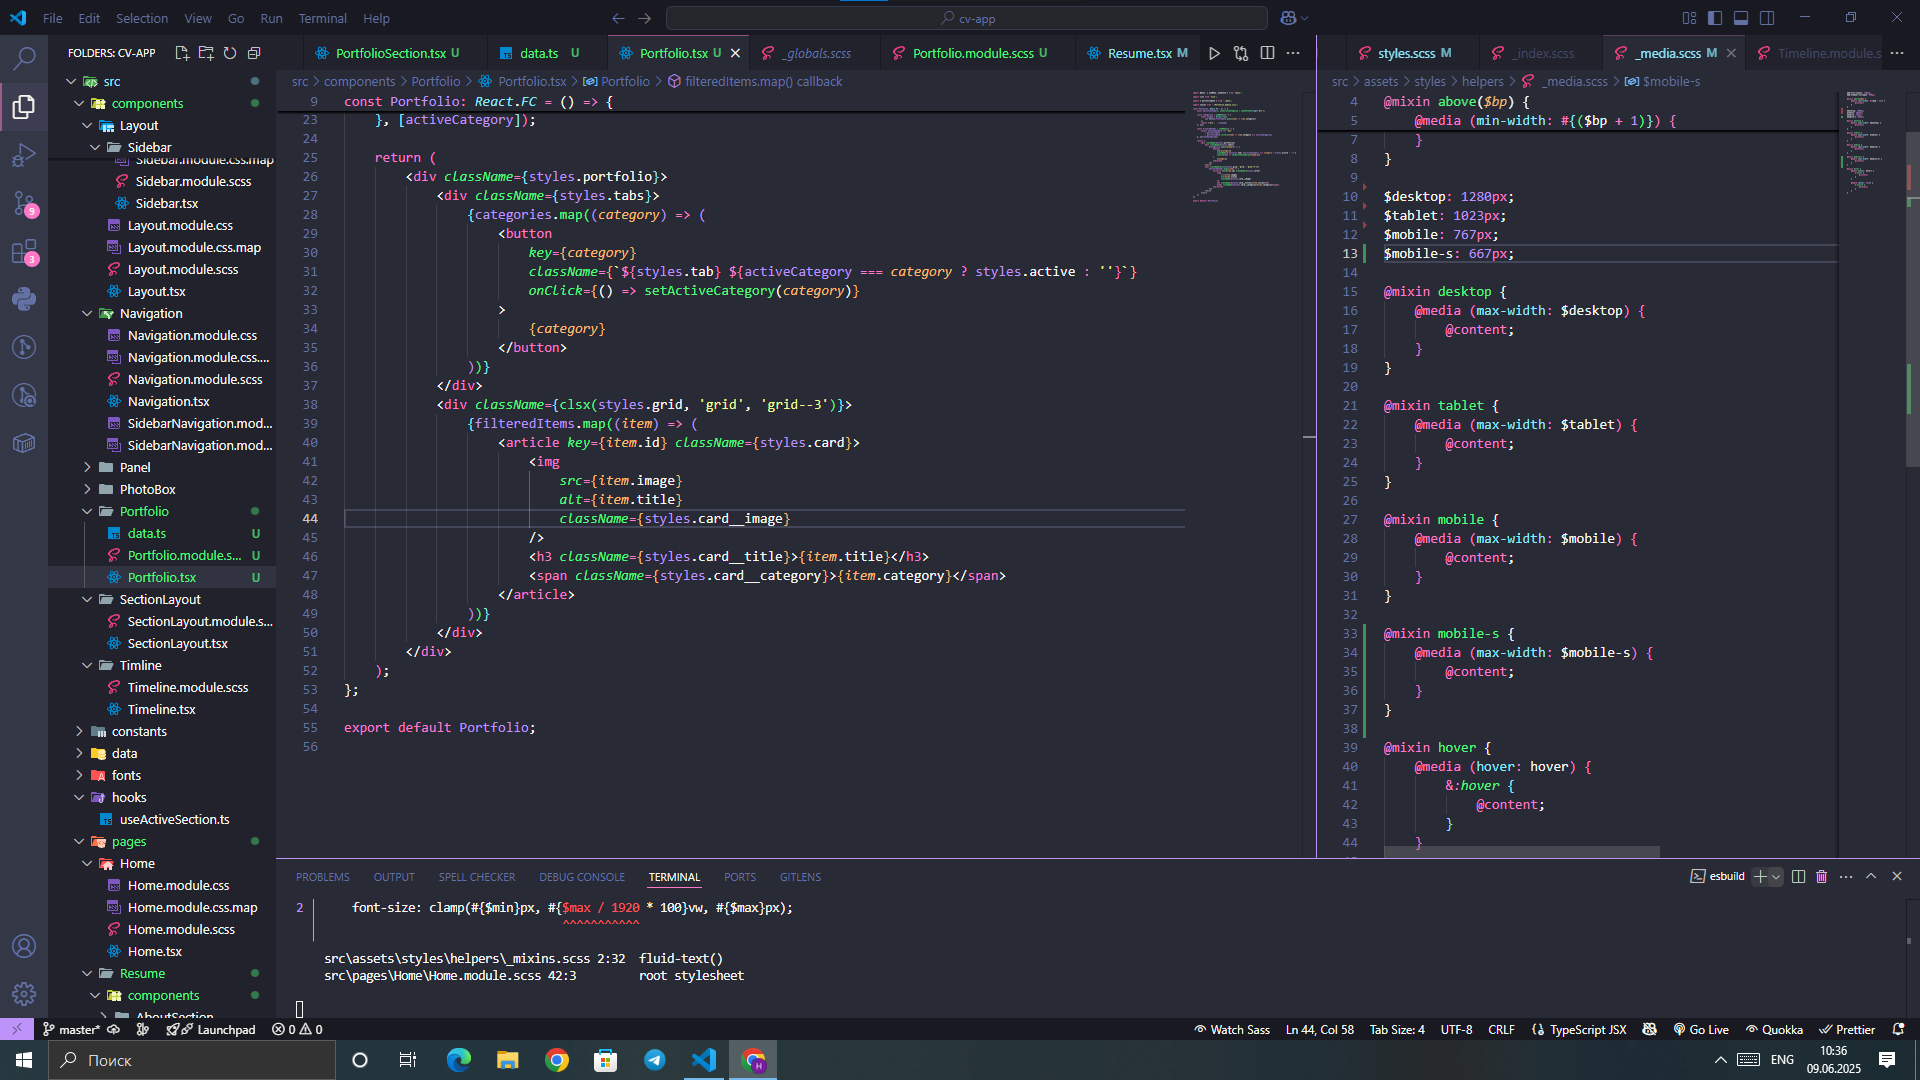 File Edit Selection View Go Run Terminal Help
cv-app
FOLDERS: CV-APP
PortfolioSection.tsx U
data.ts U
Portfolio.tsx U
_globals.scss
Portfolio.module.scss U
Resume.tsx M
styles.scss M
_index.scss
_media.scss M
Timeline.module.s
src
components
Layout
Sidebar
Sidebar.module.css.map
Sidebar.module.scss
Sidebar.tsx
Layout.module.css
Layout.module.css.map
Layout.module.scss
Layout.tsx
Navigation
Navigation.module.css
Navigation.module.css....
Navigation.module.scss
Navigation.tsx
SidebarNavigation.mod...
SidebarNavigation.mod...
Panel
PhotoBox
Portfolio
data.ts U
Portfolio.module.s... U
Portfolio.tsx U
SectionLayout
SectionLayout.module.s...
SectionLayout.tsx
Timline
Timeline.module.scss
Timeline.tsx
constants
data
fonts
hooks
useActiveSection.ts
pages
Home
Home.module.css
Home.module.css.map
Home.module.scss
Home.tsx
Resume
components
AboutSection
9
3
src > components > Portfolio > Portfolio.tsx > Portfolio > filteredItems.map() callback
9 const Portfolio: React.FC = () => {
23 }, [activeCategory]);
24
25 return (
26 <div className={styles.portfolio}>
27 <div className={styles.tabs}>
28 {categories.map((category) => (
29 <button
30 key={category}
31 className={`${styles.tab} ${activeCategory === category ? styles.active : ''}`}
32 onClick={() => setActiveCategory(category)}
33 >
34 {category}
35 </button>
36 ))}
37 </div>
38 <div className={clsx(styles.grid, 'grid', 'grid--3')}>
39 {filteredItems.map((item) => (
40 <article key={item.id} className={styles.card}>
41 <img
42 src={item.image}
43 alt={item.title}
44 className={styles.card__image}
45 />
46 <h3 className={styles.card__title}>{item.title}</h3>
47 <span className={styles.card__category}>{item.category}</span>
48 </article>
49 ))}
50 </div>
51 </div>
52 );
53 };
54
55 export default Portfolio;
56
src > assets > styles > helpers > _media.scss > $mobile-s
4 @mixin above($bp) {
5 @media (min-width: #{($bp + 1)}) {
7 }
8 }
9
10 $desktop: 1280px;
11 $tablet: 1023px;
12 $mobile: 767px;
13 $mobile-s: 667px;
14
15 @mixin desktop {
16 @media (max-width: $desktop) {
17 @content;
18 }
19 }
20
21 @mixin tablet {
22 @media (max-width: $tablet) {
23 @content;
24 }
25 }
26
27 @mixin mobile {
28 @media (max-width: $mobile) {
29 @content;
30 }
31 }
32
33 @mixin mobile-s {
34 @media (max-width: $mobile-s) {
35 @content;
36 }
37 }
38
39 @mixin hover {
40 @media (hover: hover) {
41 &:hover {
42 @content;
43 }
44 }
PROBLEMS OUTPUT SPELL CHECKER DEBUG CONSOLE TERMINAL PORTS GITLENS
esbuild
2 font-size: clamp(#{$min}px, #{$max / 1920 * 100}vw, #{$max}px);
^^^^^^^^^^^
src\assets\styles\helpers\_mixins.scss 2:32 fluid-text()
src\pages\Home\Home.module.scss 42:3 root stylesheet
master* Launchpad 0 0
Watch Sass Ln 44, Col 58 Tab Size: 4 UTF-8 CRLF {} TypeScript JSX Go Live Quokka Prettier
Поиск
ENG
10:36
09.06.2025